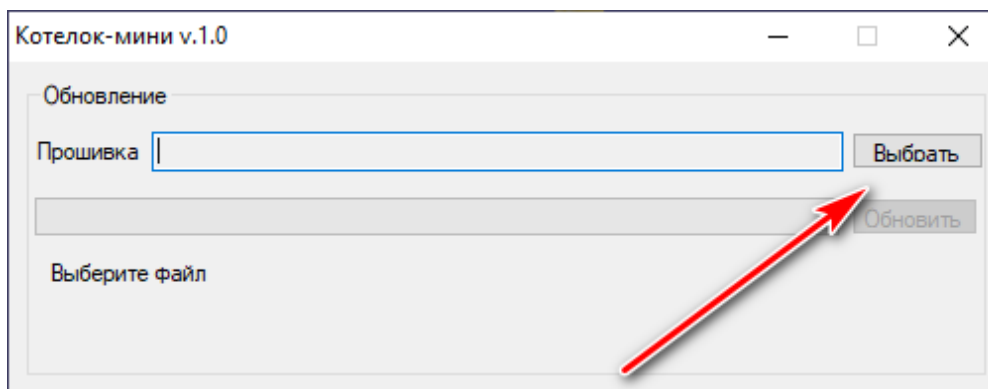 Котелок-мини v.1.0
Обновление
Прошивка Выбрать
Обновить
Выберите файл